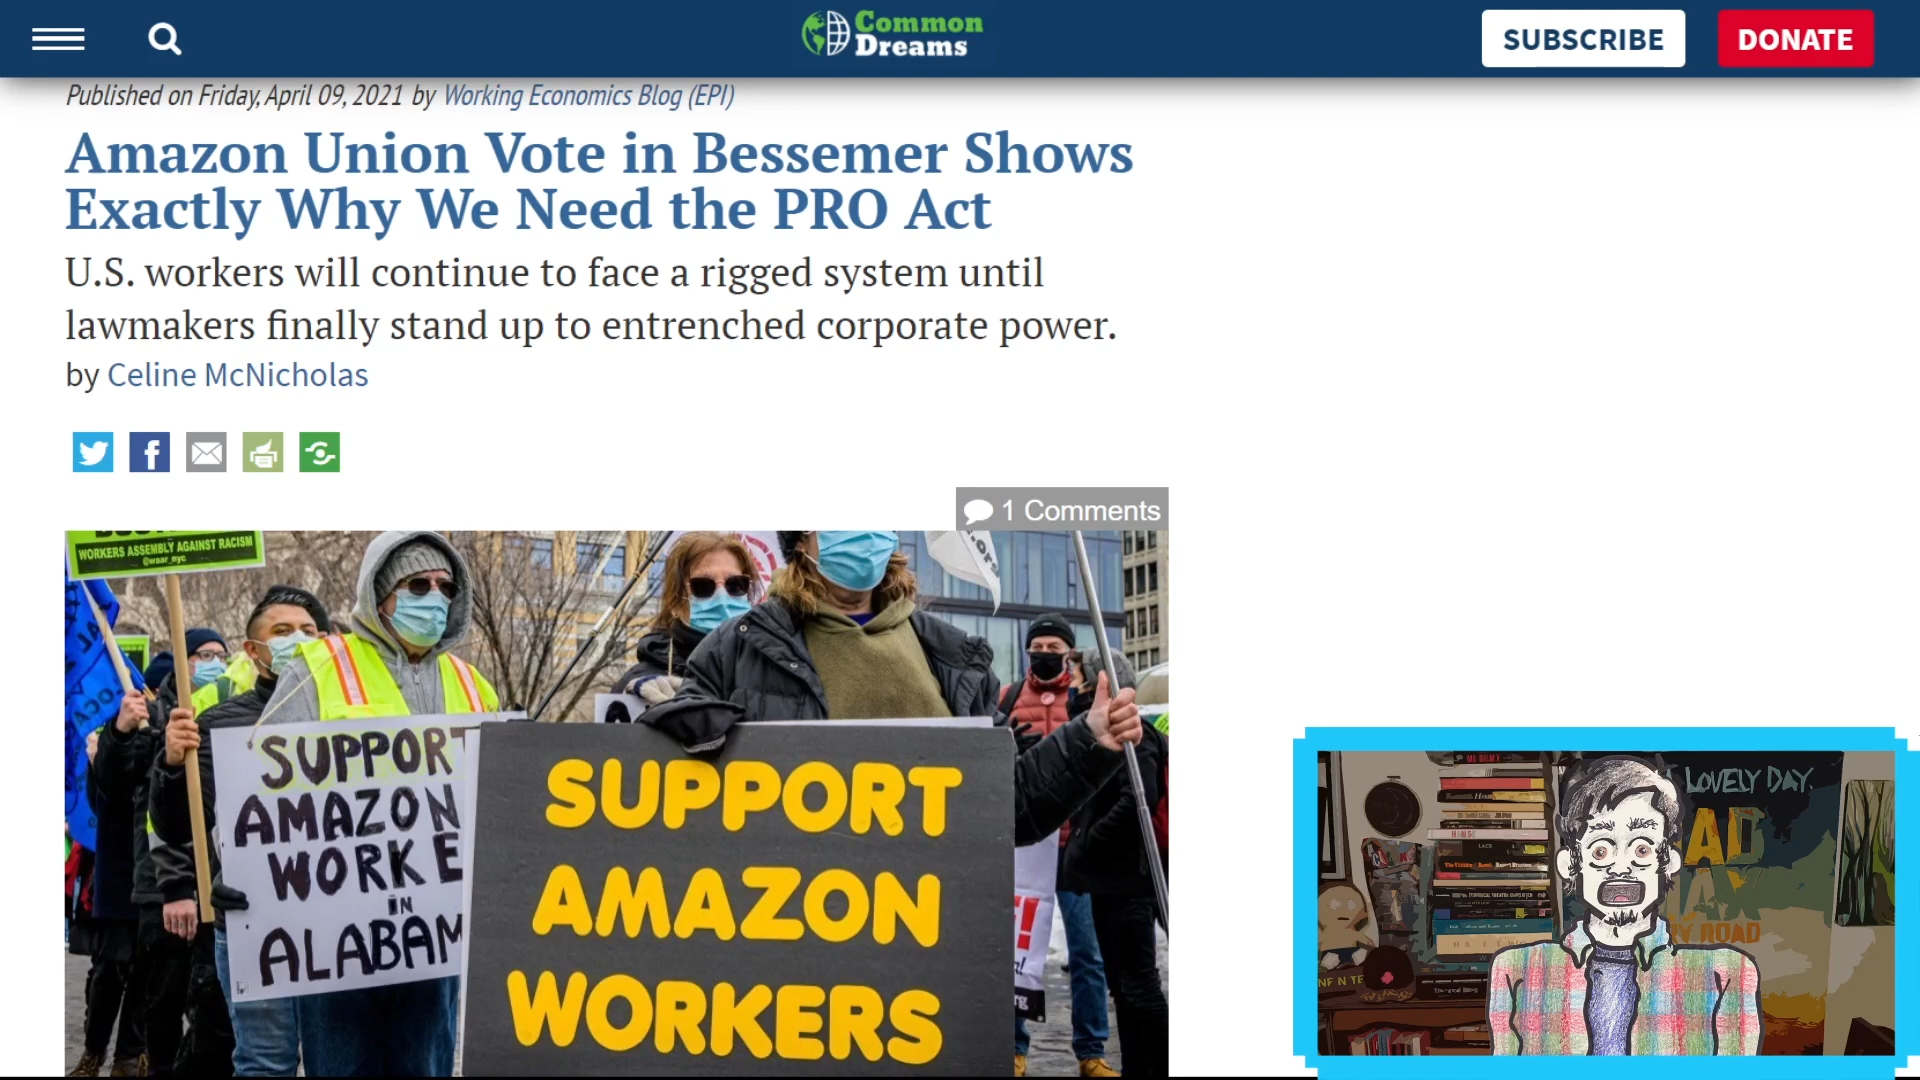 Common
Dreams
SUBSCRIBE
DONATE
Published on Friday, April 09, 2021 by Working Economics Blog (EPI)
Amazon Union Vote in Bessemer Shows
Exactly Why We Need the PRO Act
U.S. workers will continue to face a rigged system until
lawmakers finally stand up to entrenched corporate power.
by Celine McNicholas
1 Comments
WORKERS ASSEMBLY AGAINST RACISM
@waar_nyc
SUPPORT
AMAZON
WORKE
IN
ALABAM
SUPPORT
AMAZON
WORKERS
LOVELY DAY.
ROAD